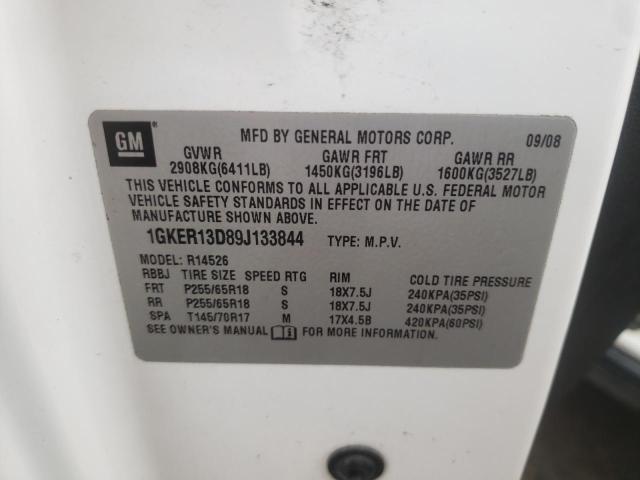 GM ®
MFD BY GENERAL MOTORS CORP. 09/08
GVWR GAWR FRT GAWR RR
2908KG(6411LB) 1450KG(3196LB) 1600KG(3527LB)
THIS VEHICLE CONFORMS TO ALL APPLICABLE U.S. FEDERAL MOTOR
VEHICLE SAFETY STANDARDS IN EFFECT ON THE DATE OF
MANUFACTURE SHOWN ABOVE.
1GKER13D89J133844 TYPE: M.P.V.
MODEL: R14526
RBBJ TIRE SIZE SPEED RTG RIM COLD TIRE PRESSURE
FRT P255/65R18 S 18X7.5J 240KPA(35PSI)
RR P255/65R18 S 18X7.5J 240KPA(35PSI)
SPA T145/70R17 M 17X4.5B 420KPA(60PSI)
SEE OWNER'S MANUAL FOR MORE INFORMATION.